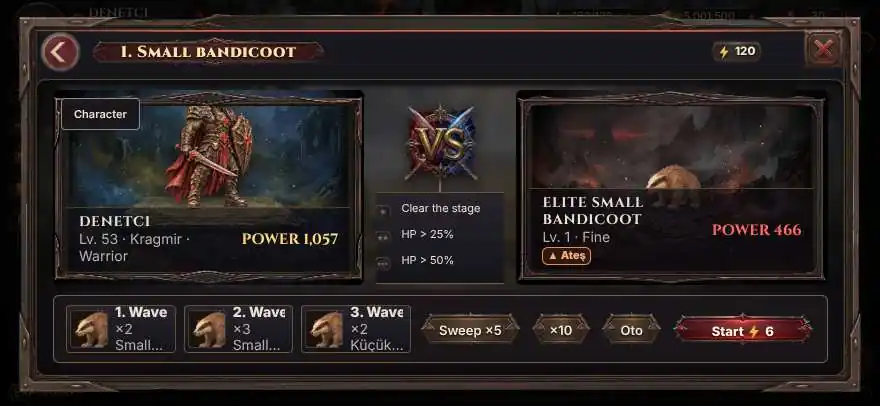 DENETCI
I. SMALL BANDICOOT
120
Character
VS
DENETCI
Lv. 53 · Kragmir ·
Warrior
POWER 1,057
Clear the stage
HP > 25%
HP > 50%
ELITE SMALL
BANDICOOT
Lv. 1 · Fine
▲ Ateş
POWER 466
1. Wave
×2
Small...
2. Wave
×3
Small...
3. Wave
×2
Küçük...
Sweep ×5
×10
Oto
Start ⚡ 6